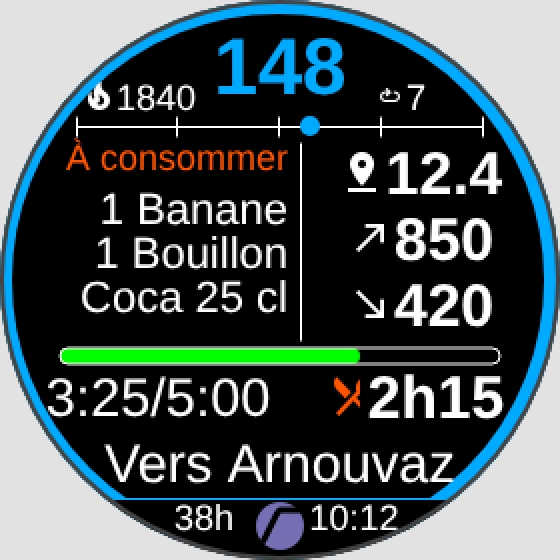 148
1840
7
À consommer
12.4
1 Banane
850
1 Bouillon
Coca 25 cl
420
3:25/5:00
2h15
Vers Arnouvaz
38h
10:12